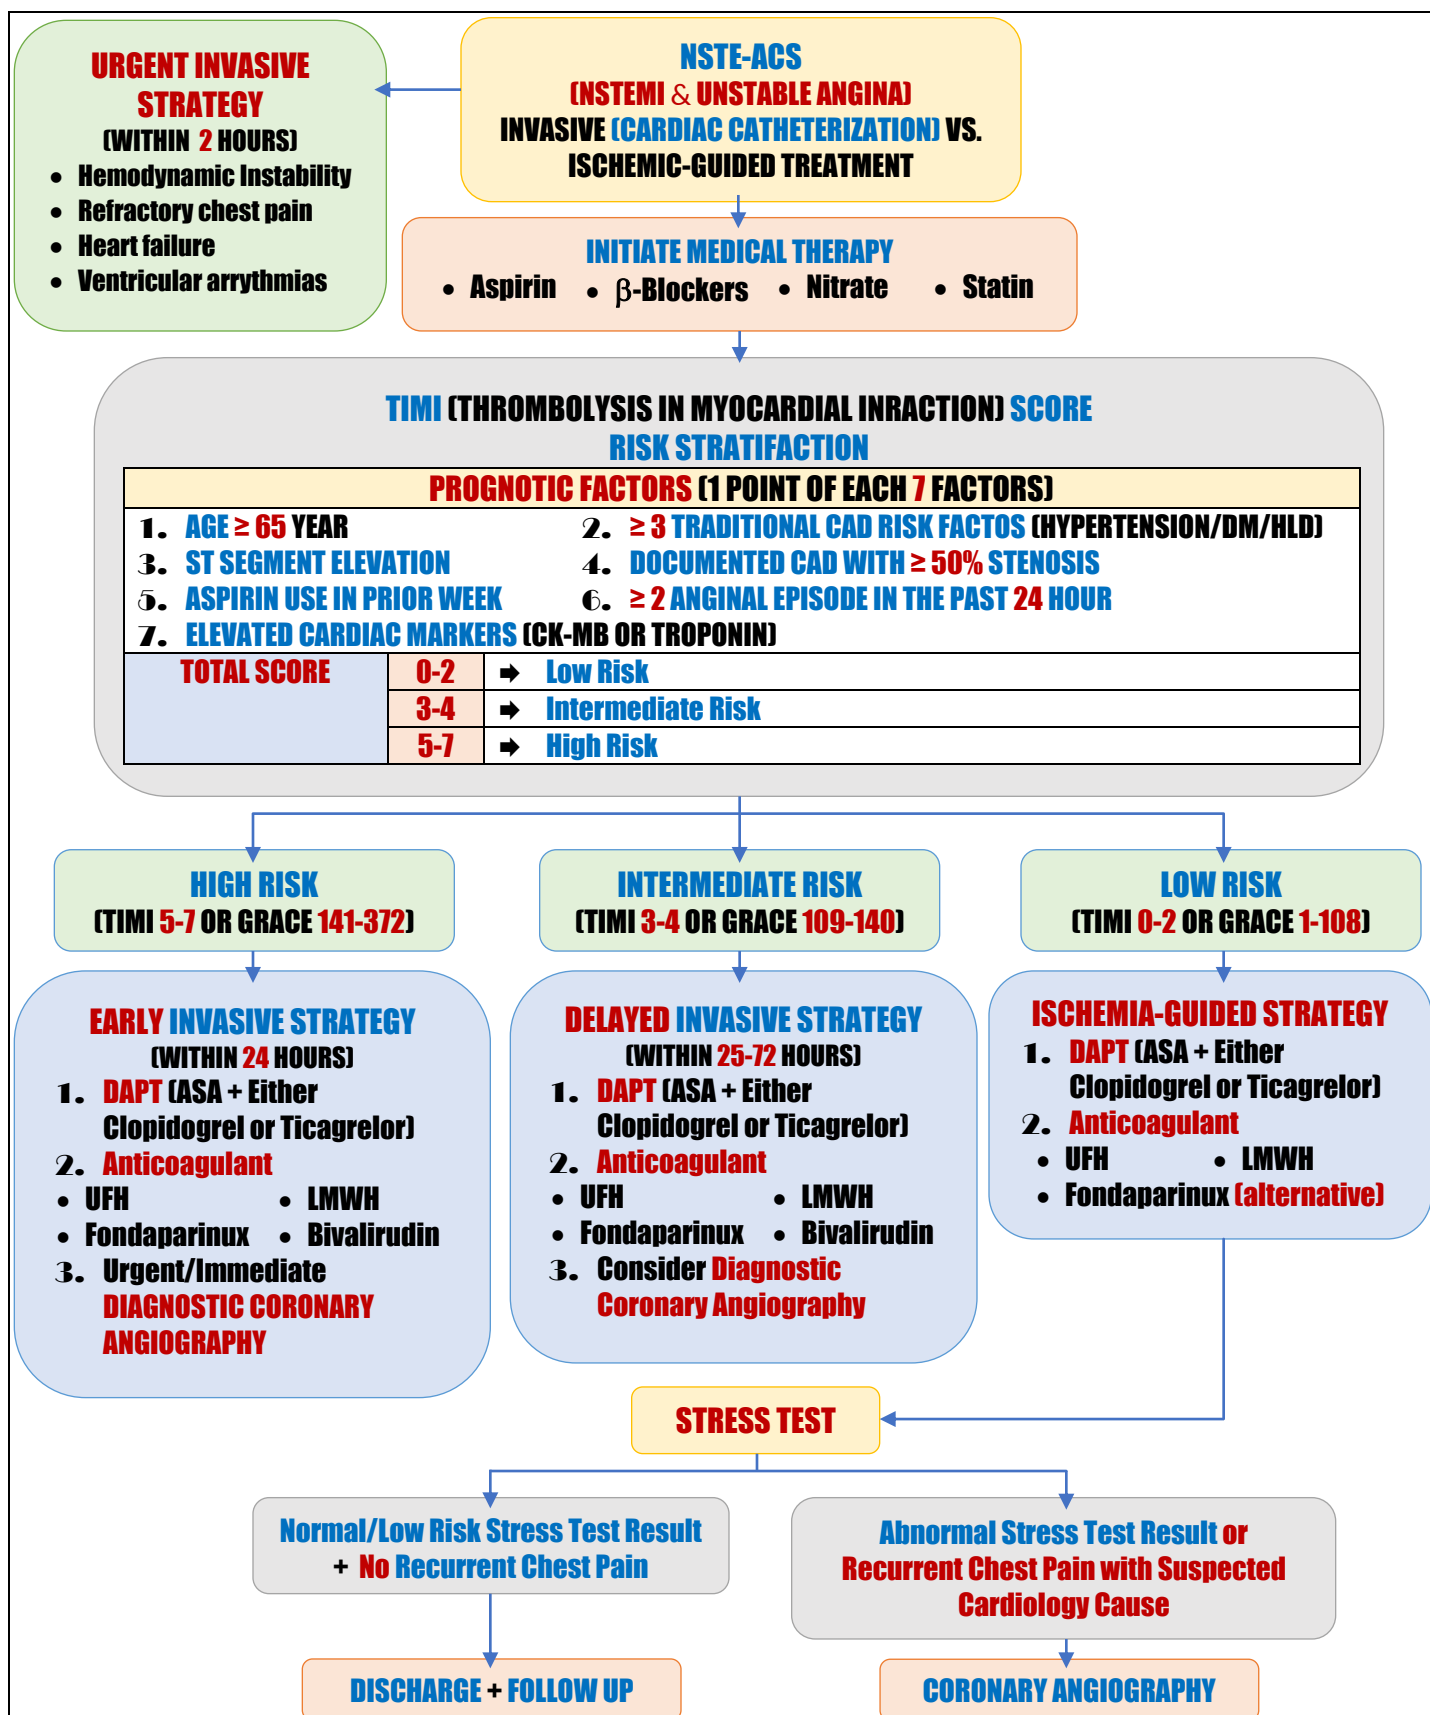 URGENT INVASIVE
STRATEGY
(WITHIN 2 HOURS)
• Hemodynamic Instability
• Refractory chest pain
• Heart failure
• Ventricular arrythmias
NSTE-ACS
(NSTEMI & UNSTABLE ANGINA)
INVASIVE (CARDIAC CATHETERIZATION) VS.
ISCHEMIC-GUIDED TREATMENT
INITIATE MEDICAL THERAPY
• Aspirin • β-Blockers • Nitrate • Statin
TIMI (THROMBOLYSIS IN MYOCARDIAL INRACTION) SCORE
RISK STRATIFACTION
PROGNOTIC FACTORS (1 POINT OF EACH 7 FACTORS)
1. AGE ≥ 65 YEAR 2. ≥ 3 TRADITIONAL CAD RISK FACTOS (HYPERTENSION/DM/HLD)
3. ST SEGMENT ELEVATION 4. DOCUMENTED CAD WITH ≥ 50% STENOSIS
5. ASPIRIN USE IN PRIOR WEEK 6. ≥ 2 ANGINAL EPISODE IN THE PAST 24 HOUR
7. ELEVATED CARDIAC MARKERS (CK-MB OR TROPONIN)
TOTAL SCORE 0-2 ➡ Low Risk
3-4 ➡ Intermediate Risk
5-7 ➡ High Risk
HIGH RISK
(TIMI 5-7 OR GRACE 141-372)
EARLY INVASIVE STRATEGY
(WITHIN 24 HOURS)
1. DAPT (ASA + Either
Clopidogrel or Ticagrelor)
2. Anticoagulant
• UFH • LMWH
• Fondaparinux • Bivalirudin
3. Urgent/Immediate
DIAGNOSTIC CORONARY
ANGIOGRAPHY
INTERMEDIATE RISK
(TIMI 3-4 OR GRACE 109-140)
DELAYED INVASIVE STRATEGY
(WITHIN 25-72 HOURS)
1. DAPT (ASA + Either
Clopidogrel or Ticagrelor)
2. Anticoagulant
• UFH • LMWH
• Fondaparinux • Bivalirudin
3. Consider Diagnostic
Coronary Angiography
LOW RISK
(TIMI 0-2 OR GRACE 1-108)
ISCHEMIA-GUIDED STRATEGY
1. DAPT (ASA + Either
Clopidogrel or Ticagrelor)
2. Anticoagulant
• UFH • LMWH
• Fondaparinux (alternative)
STRESS TEST
Normal/Low Risk Stress Test Result
+ No Recurrent Chest Pain
Abnormal Stress Test Result or
Recurrent Chest Pain with Suspected
Cardiology Cause
DISCHARGE + FOLLOW UP
CORONARY ANGIOGRAPHY